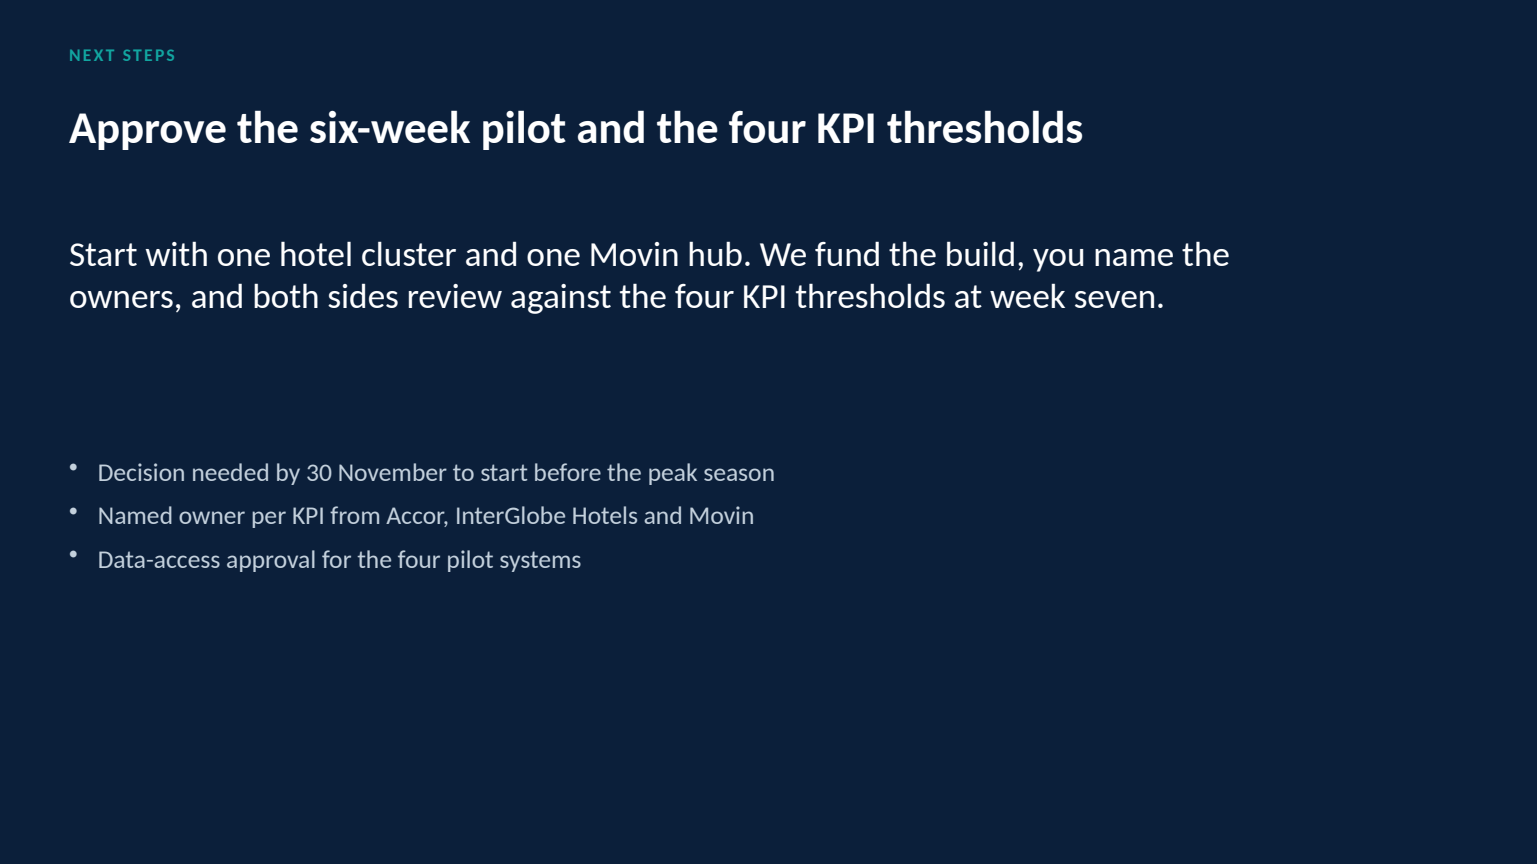 NEXT STEPS
Approve the six-week pilot and the four KPI thresholds
Start with one hotel cluster and one Movin hub. We fund the build, you name the
owners, and both sides review against the four KPI thresholds at week seven.
• Decision needed by 30 November to start before the peak season
• Named owner per KPI from Accor, InterGlobe Hotels and Movin
• Data-access approval for the four pilot systems